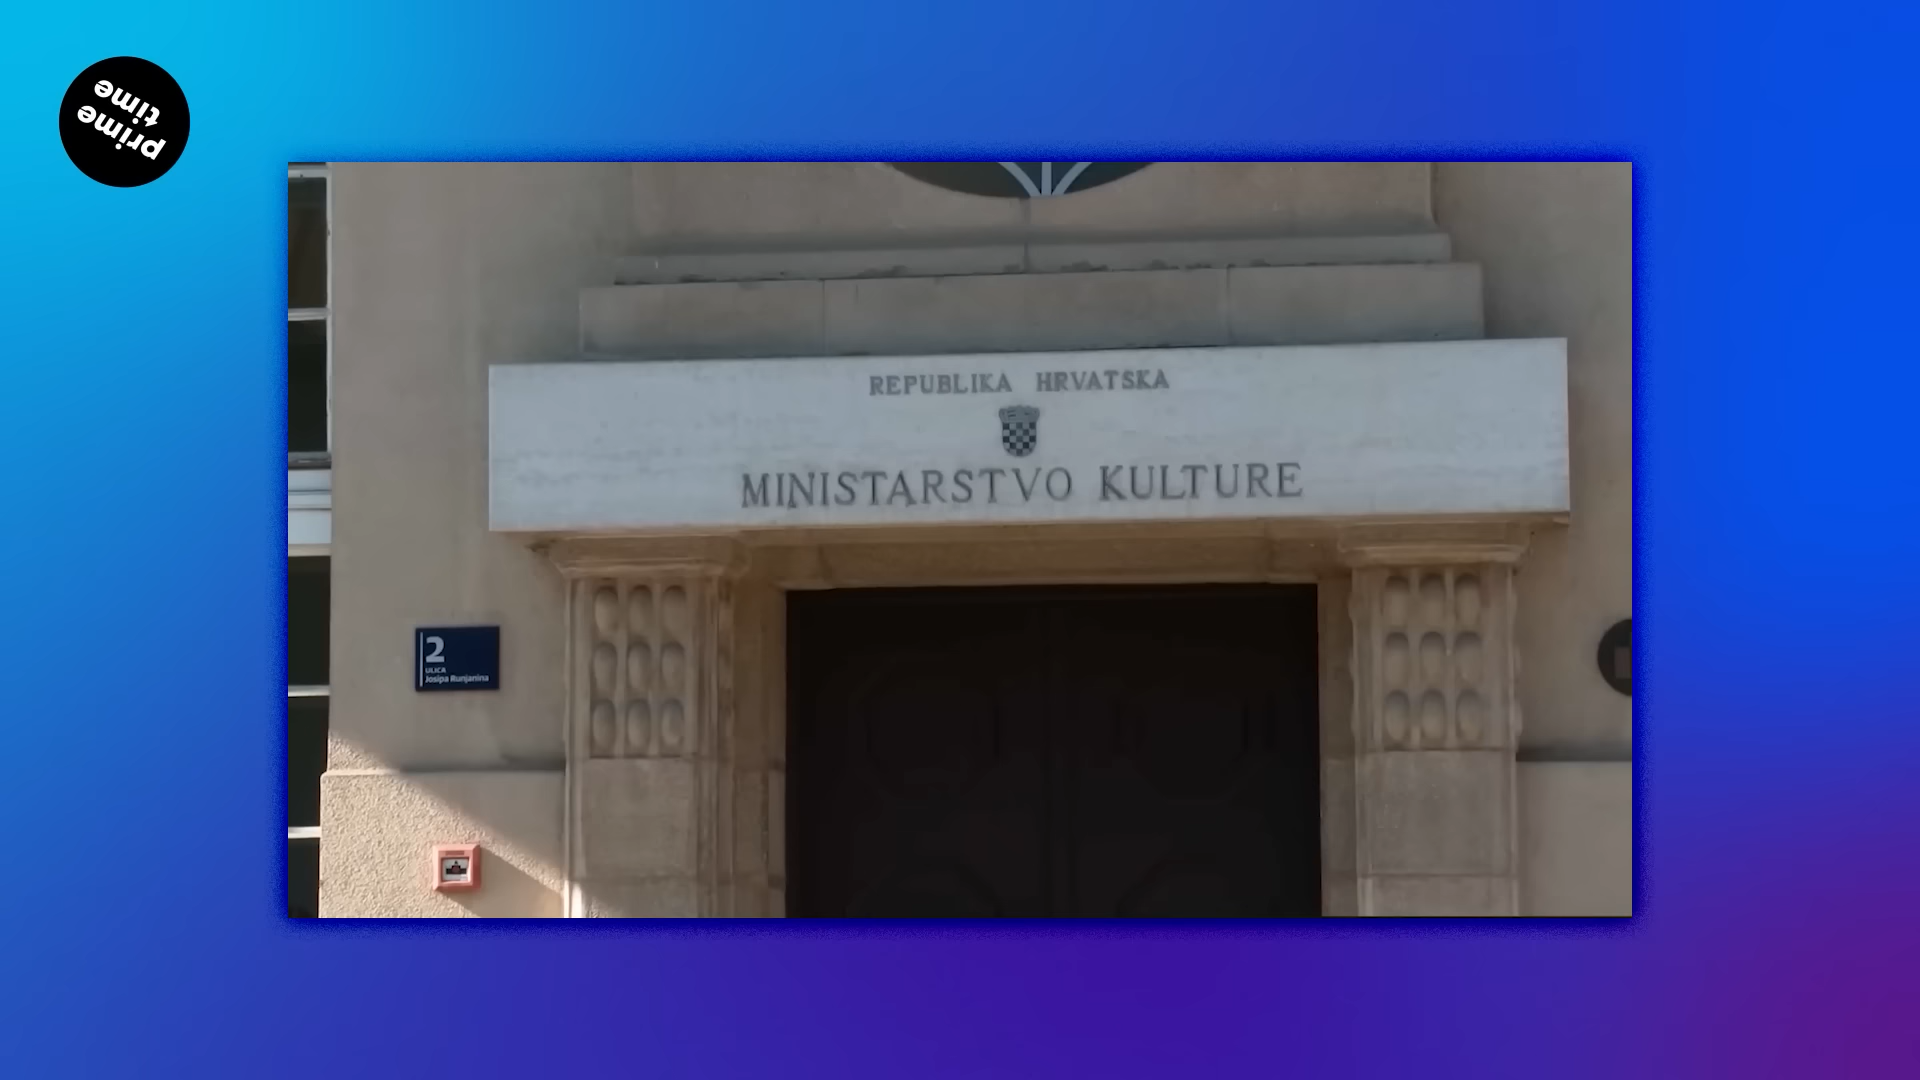 prime
time
REPUBLIKA HRVATSKA
MINISTARSTVO KULTURE
2
ULICA
Josipa Runjanina